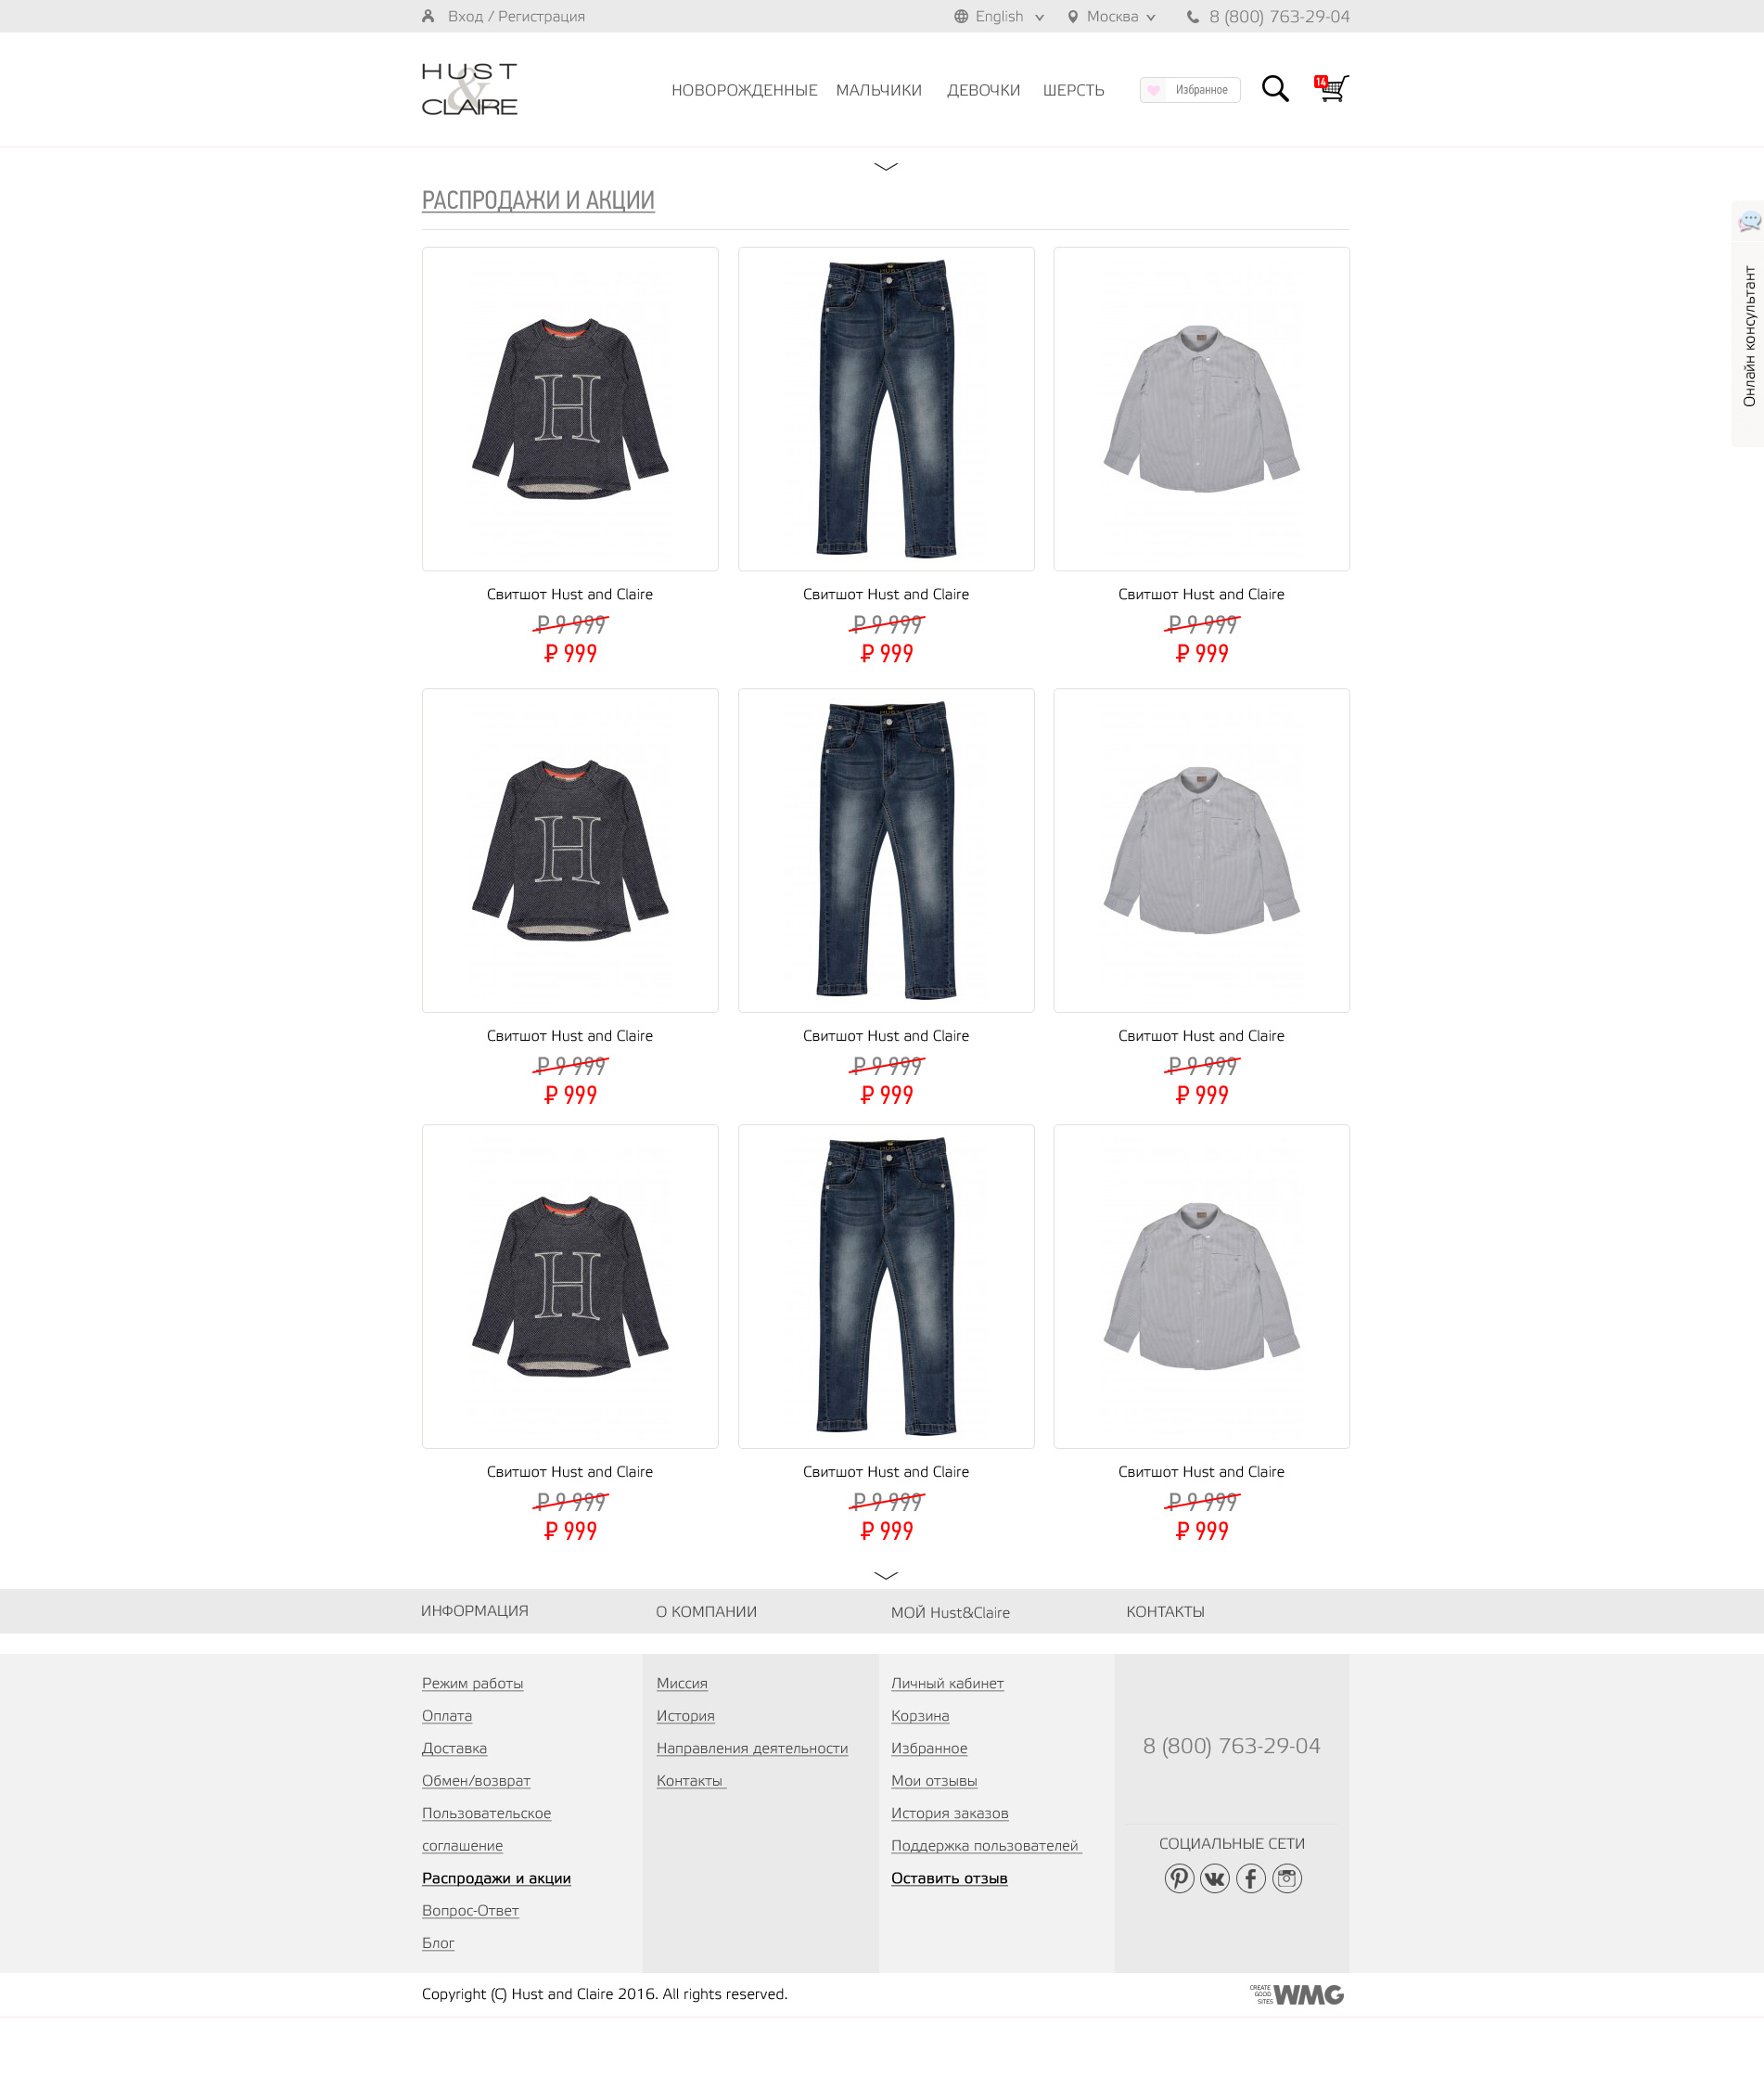 Вход / Регистрация
English
Москва
8 (800) 763-29-04
HUST
&
CLAIRE
НОВОРОЖДЕННЫЕ
МАЛЬЧИКИ
ДЕВОЧКИ
ШЕРСТЬ
Избранное
14
РАСПРОДАЖИ И АКЦИИ
Онлайн консультант
H
Свитшот Hust and Claire
Свитшот Hust and Claire
Свитшот Hust and Claire
₽ 9 999
₽ 9 999
₽ 9 999
₽ 999
₽ 999
₽ 999
H
Свитшот Hust and Claire
Свитшот Hust and Claire
Свитшот Hust and Claire
₽ 9 999
₽ 9 999
₽ 9 999
₽ 999
₽ 999
₽ 999
H
Свитшот Hust and Claire
Свитшот Hust and Claire
Свитшот Hust and Claire
₽ 9 999
₽ 9 999
₽ 9 999
₽ 999
₽ 999
₽ 999
ИНФОРМАЦИЯ
О КОМПАНИИ
МОЙ Hust&Claire
КОНТАКТЫ
Режим работы
Оплата
Доставка
Обмен/возврат
Пользовательское
соглашение
Распродажи и акции
Вопрос-Ответ
Блог
Миссия
История
Направления деятельности
Контакты
Личный кабинет
Корзина
Избранное
Мои отзывы
История заказов
Поддержка пользователей
Оставить отзыв
8 (800) 763-29-04
СОЦИАЛЬНЫЕ СЕТИ
Copyright (C) Hust and Claire 2016. All rights reserved.
CREATE
GOOD
SITES
WMG